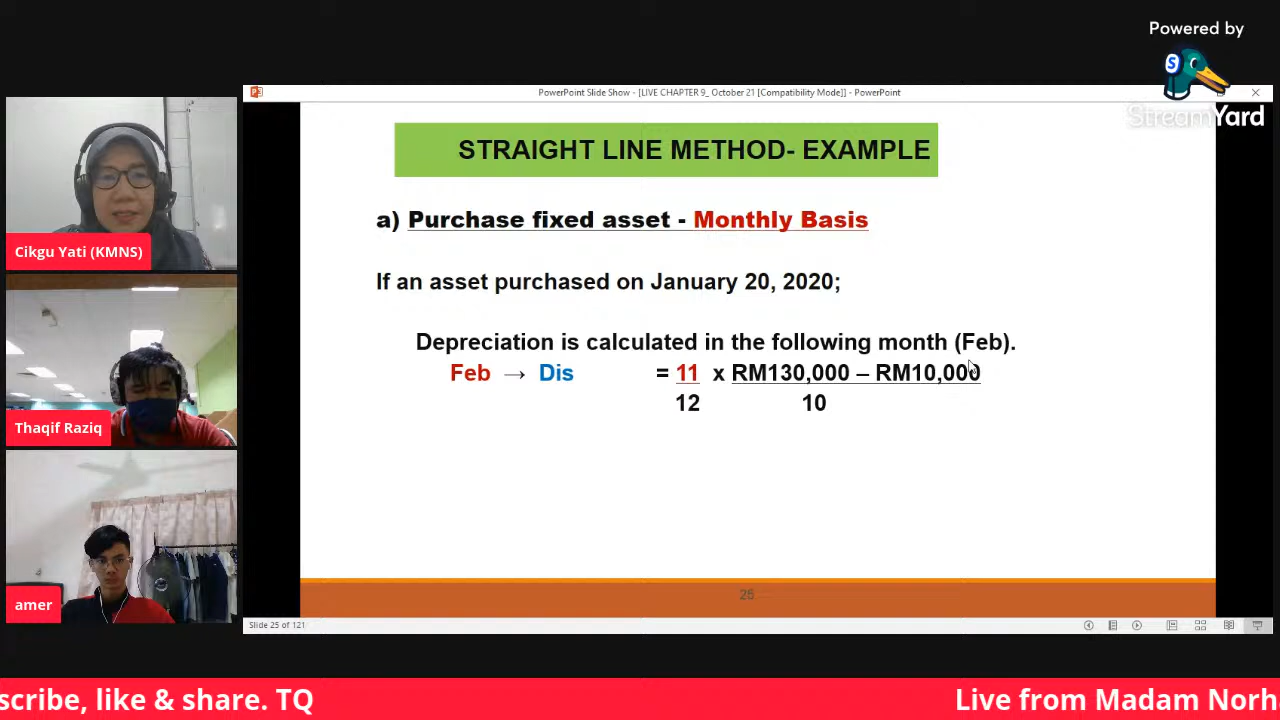 Powered by
S
StreamYard
PowerPoint Slide Show - [LIVE CHAPTER 9_ October 21 [Compatibility Mode]] - PowerPoint
STRAIGHT LINE METHOD- EXAMPLE
a) Purchase fixed asset - Monthly Basis
If an asset purchased on January 20, 2020;
Depreciation is calculated in the following month (Feb).
Feb → Dis = 11 x RM130,000 – RM10,000
12 10
26
Slide 25 of 121
Cikgu Yati (KMNS)
Thaqif Raziq
amer
scribe, like & share. TQ
Live from Madam Norh